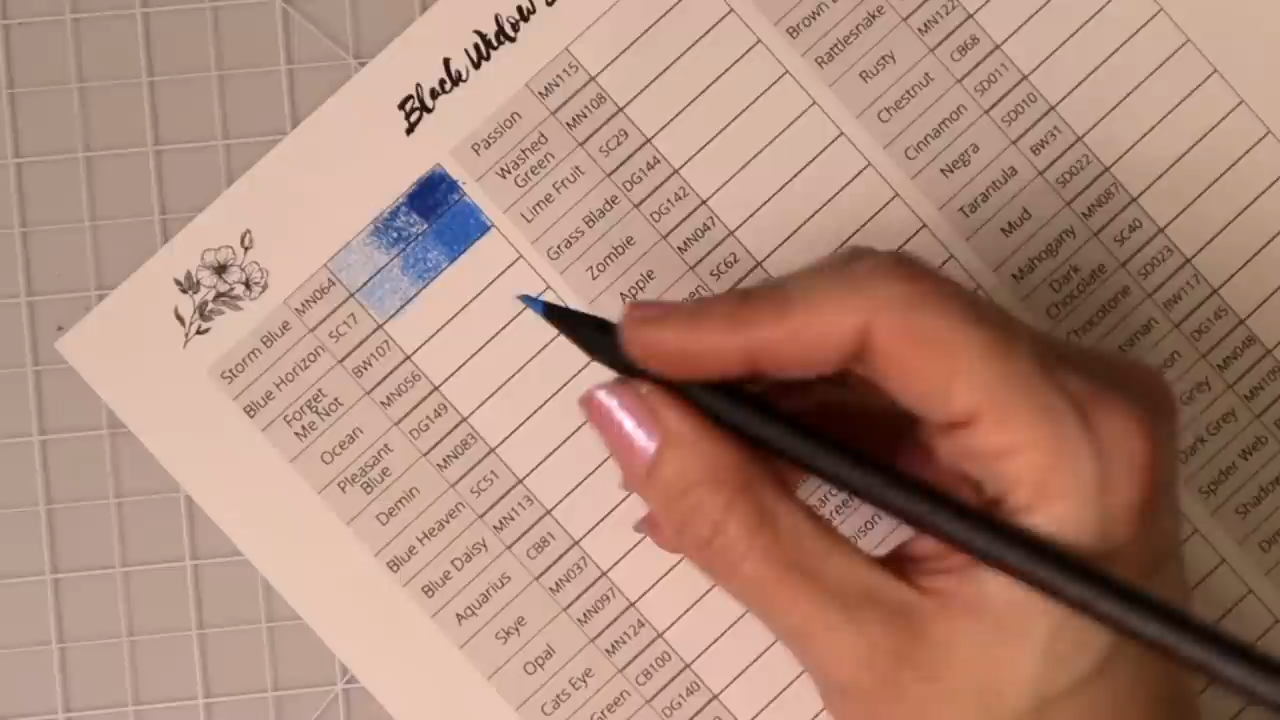 Black Widow
Storm Blue MN064
Blue Horizon SC17
Forget
Me Not BW107
Ocean MN056
Pleasant
Blue DG149
Demin MN083
Blue Heaven SC51
Blue Daisy MN113
Aquarius CB81
Skye MN037
Opal MN097
Cats Eye MN124
Green CB100
DG140
Passion MN115
Washed
Green MN108
Lime Fruit SC29
Grass Blade DG144
Zombie DG142
Apple MN047
SC62
Brown
Rattlesnake MN122
Rusty CB68
Chestnut SD011
Cinnamon SD010
Negra BW31
Tarantula SD022
Mud MN087
Mahogany SC40
Dark
Chocolate SD023
BW117
DG145
Grey MN048
Dark Grey MN109
Spider Web